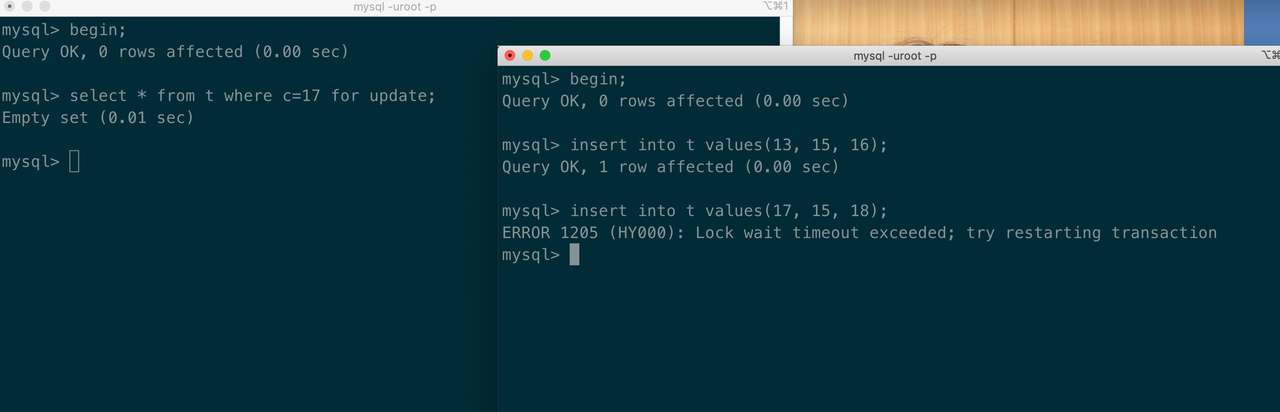 mysql -uroot -p
⌥⌘1
mysql> begin;
Query OK, 0 rows affected (0.00 sec)
mysql> select * from t where c=17 for update;
Empty set (0.01 sec)
mysql>
mysql -uroot -p
⌥⌘
mysql> begin;
Query OK, 0 rows affected (0.00 sec)
mysql> insert into t values(13, 15, 16);
Query OK, 1 row affected (0.00 sec)
mysql> insert into t values(17, 15, 18);
ERROR 1205 (HY000): Lock wait timeout exceeded; try restarting transaction
mysql>